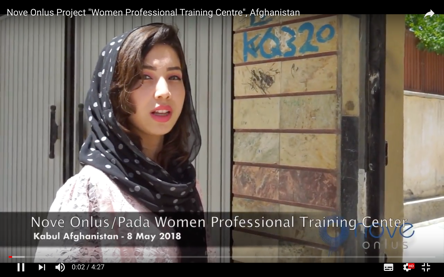 Nove Onlus Project "Women Professional Training Centre", Afghanistan
KQ320
Nove Onlus/Pada Women Professional Training Center
Kabul Afghanistan - 8 May 2018
nove
onlus
0:02 / 4:27